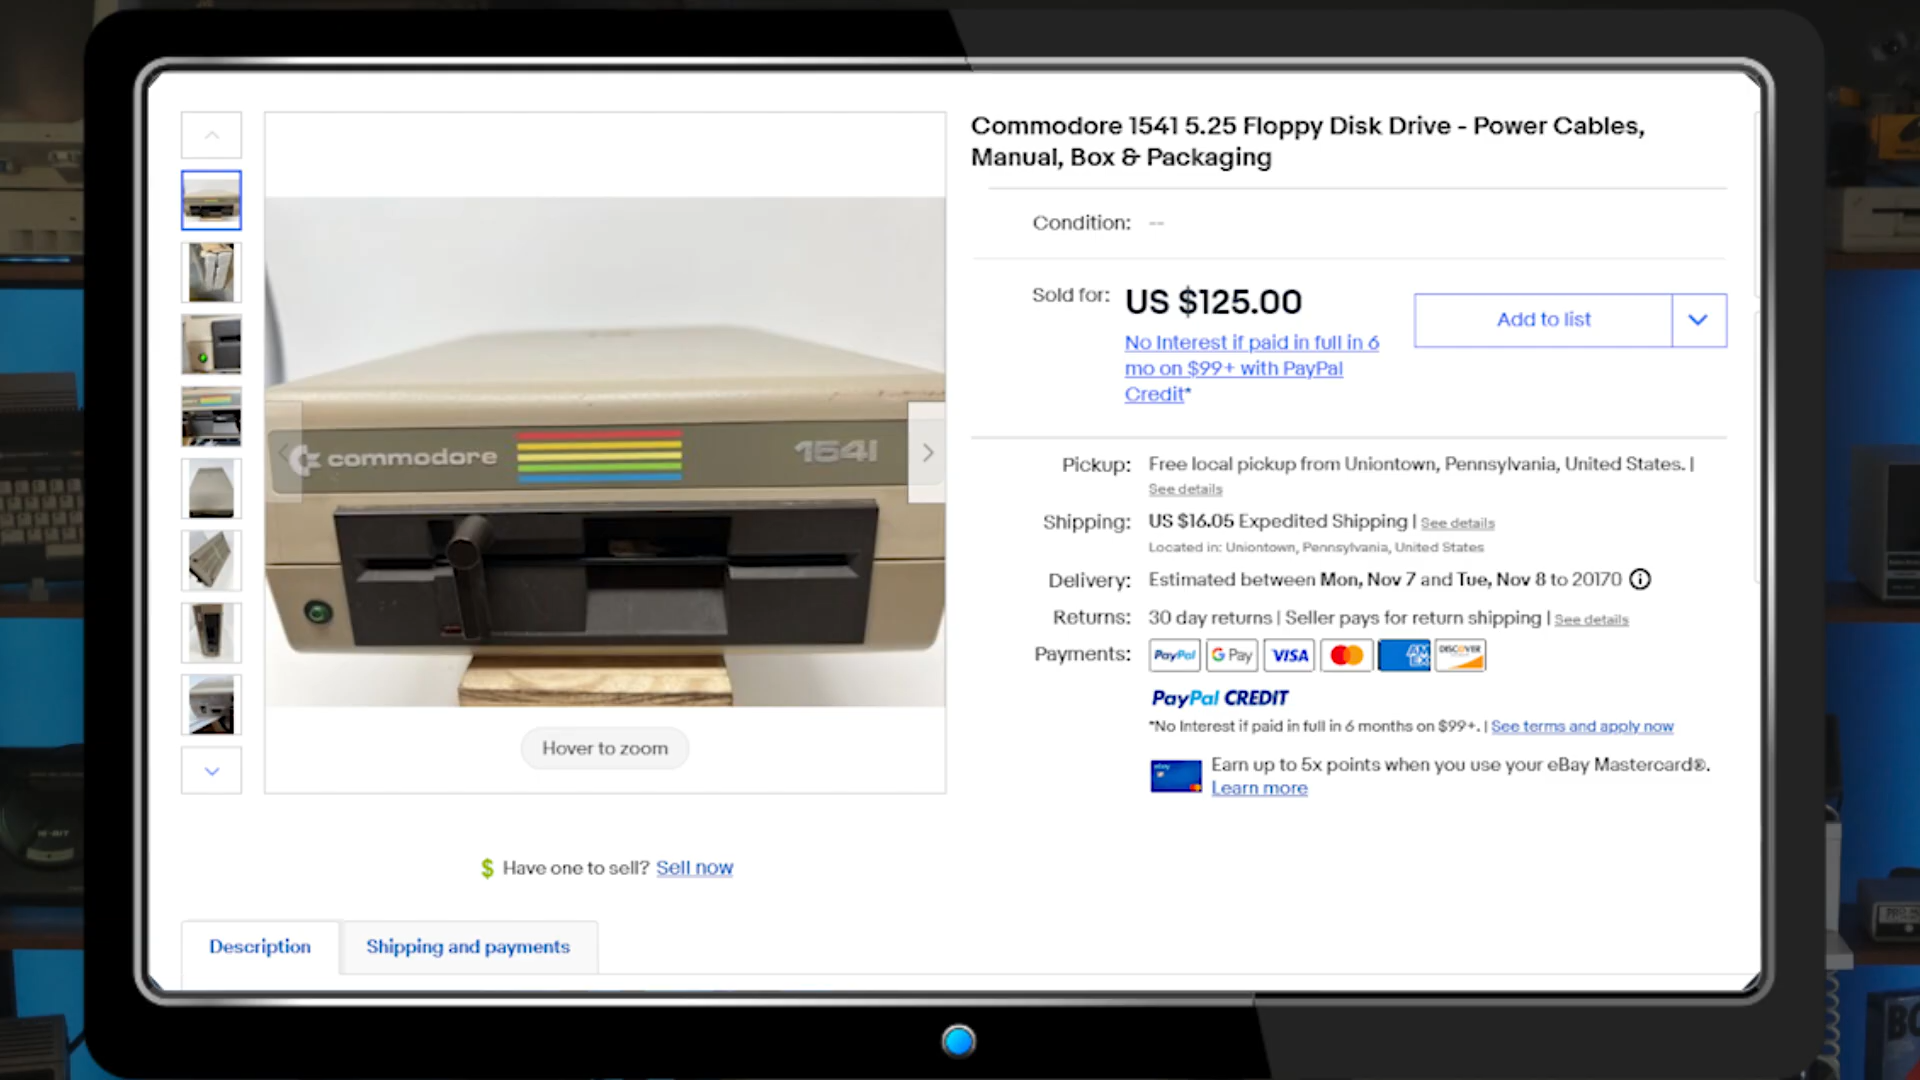 Commodore 1541 5.25 Floppy Disk Drive - Power Cables,
Manual, Box & Packaging
Condition: --
Sold for: US $125.00
No Interest if paid in full in 6
mo on $99+ with PayPal
Credit*
Add to list
commodore 1541
Pickup: Free local pickup from Uniontown, Pennsylvania, United States. |
See details
Shipping: US $16.05 Expedited Shipping | See details
Located in: Uniontown, Pennsylvania, United States
Delivery: Estimated between Mon, Nov 7 and Tue, Nov 8 to 20170
Returns: 30 day returns | Seller pays for return shipping | See details
Payments: PayPal G Pay VISA AMEX DISCOVER
PayPal CREDIT
*No Interest if paid in full in 6 months on $99+. | See terms and apply now
ebay
Earn up to 5x points when you use your eBay Mastercard®.
Learn more
Hover to zoom
$ Have one to sell? Sell now
Description
Shipping and payments
16-BIT